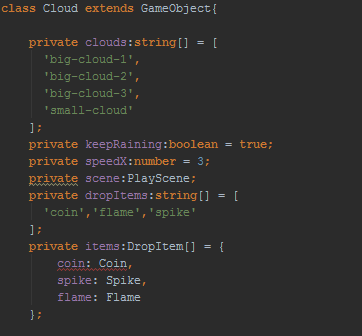 class Cloud extends GameObject{
private clouds:string[] = [
'big-cloud-1',
'big-cloud-2',
'big-cloud-3',
'small-cloud'
];
private keepRaining:boolean = true;
private speedX:number = 3;
private scene:PlayScene;
private dropItems:string[] = [
'coin','flame','spike'
];
private items:DropItem[] = {
coin: Coin,
spike: Spike,
flame: Flame
};